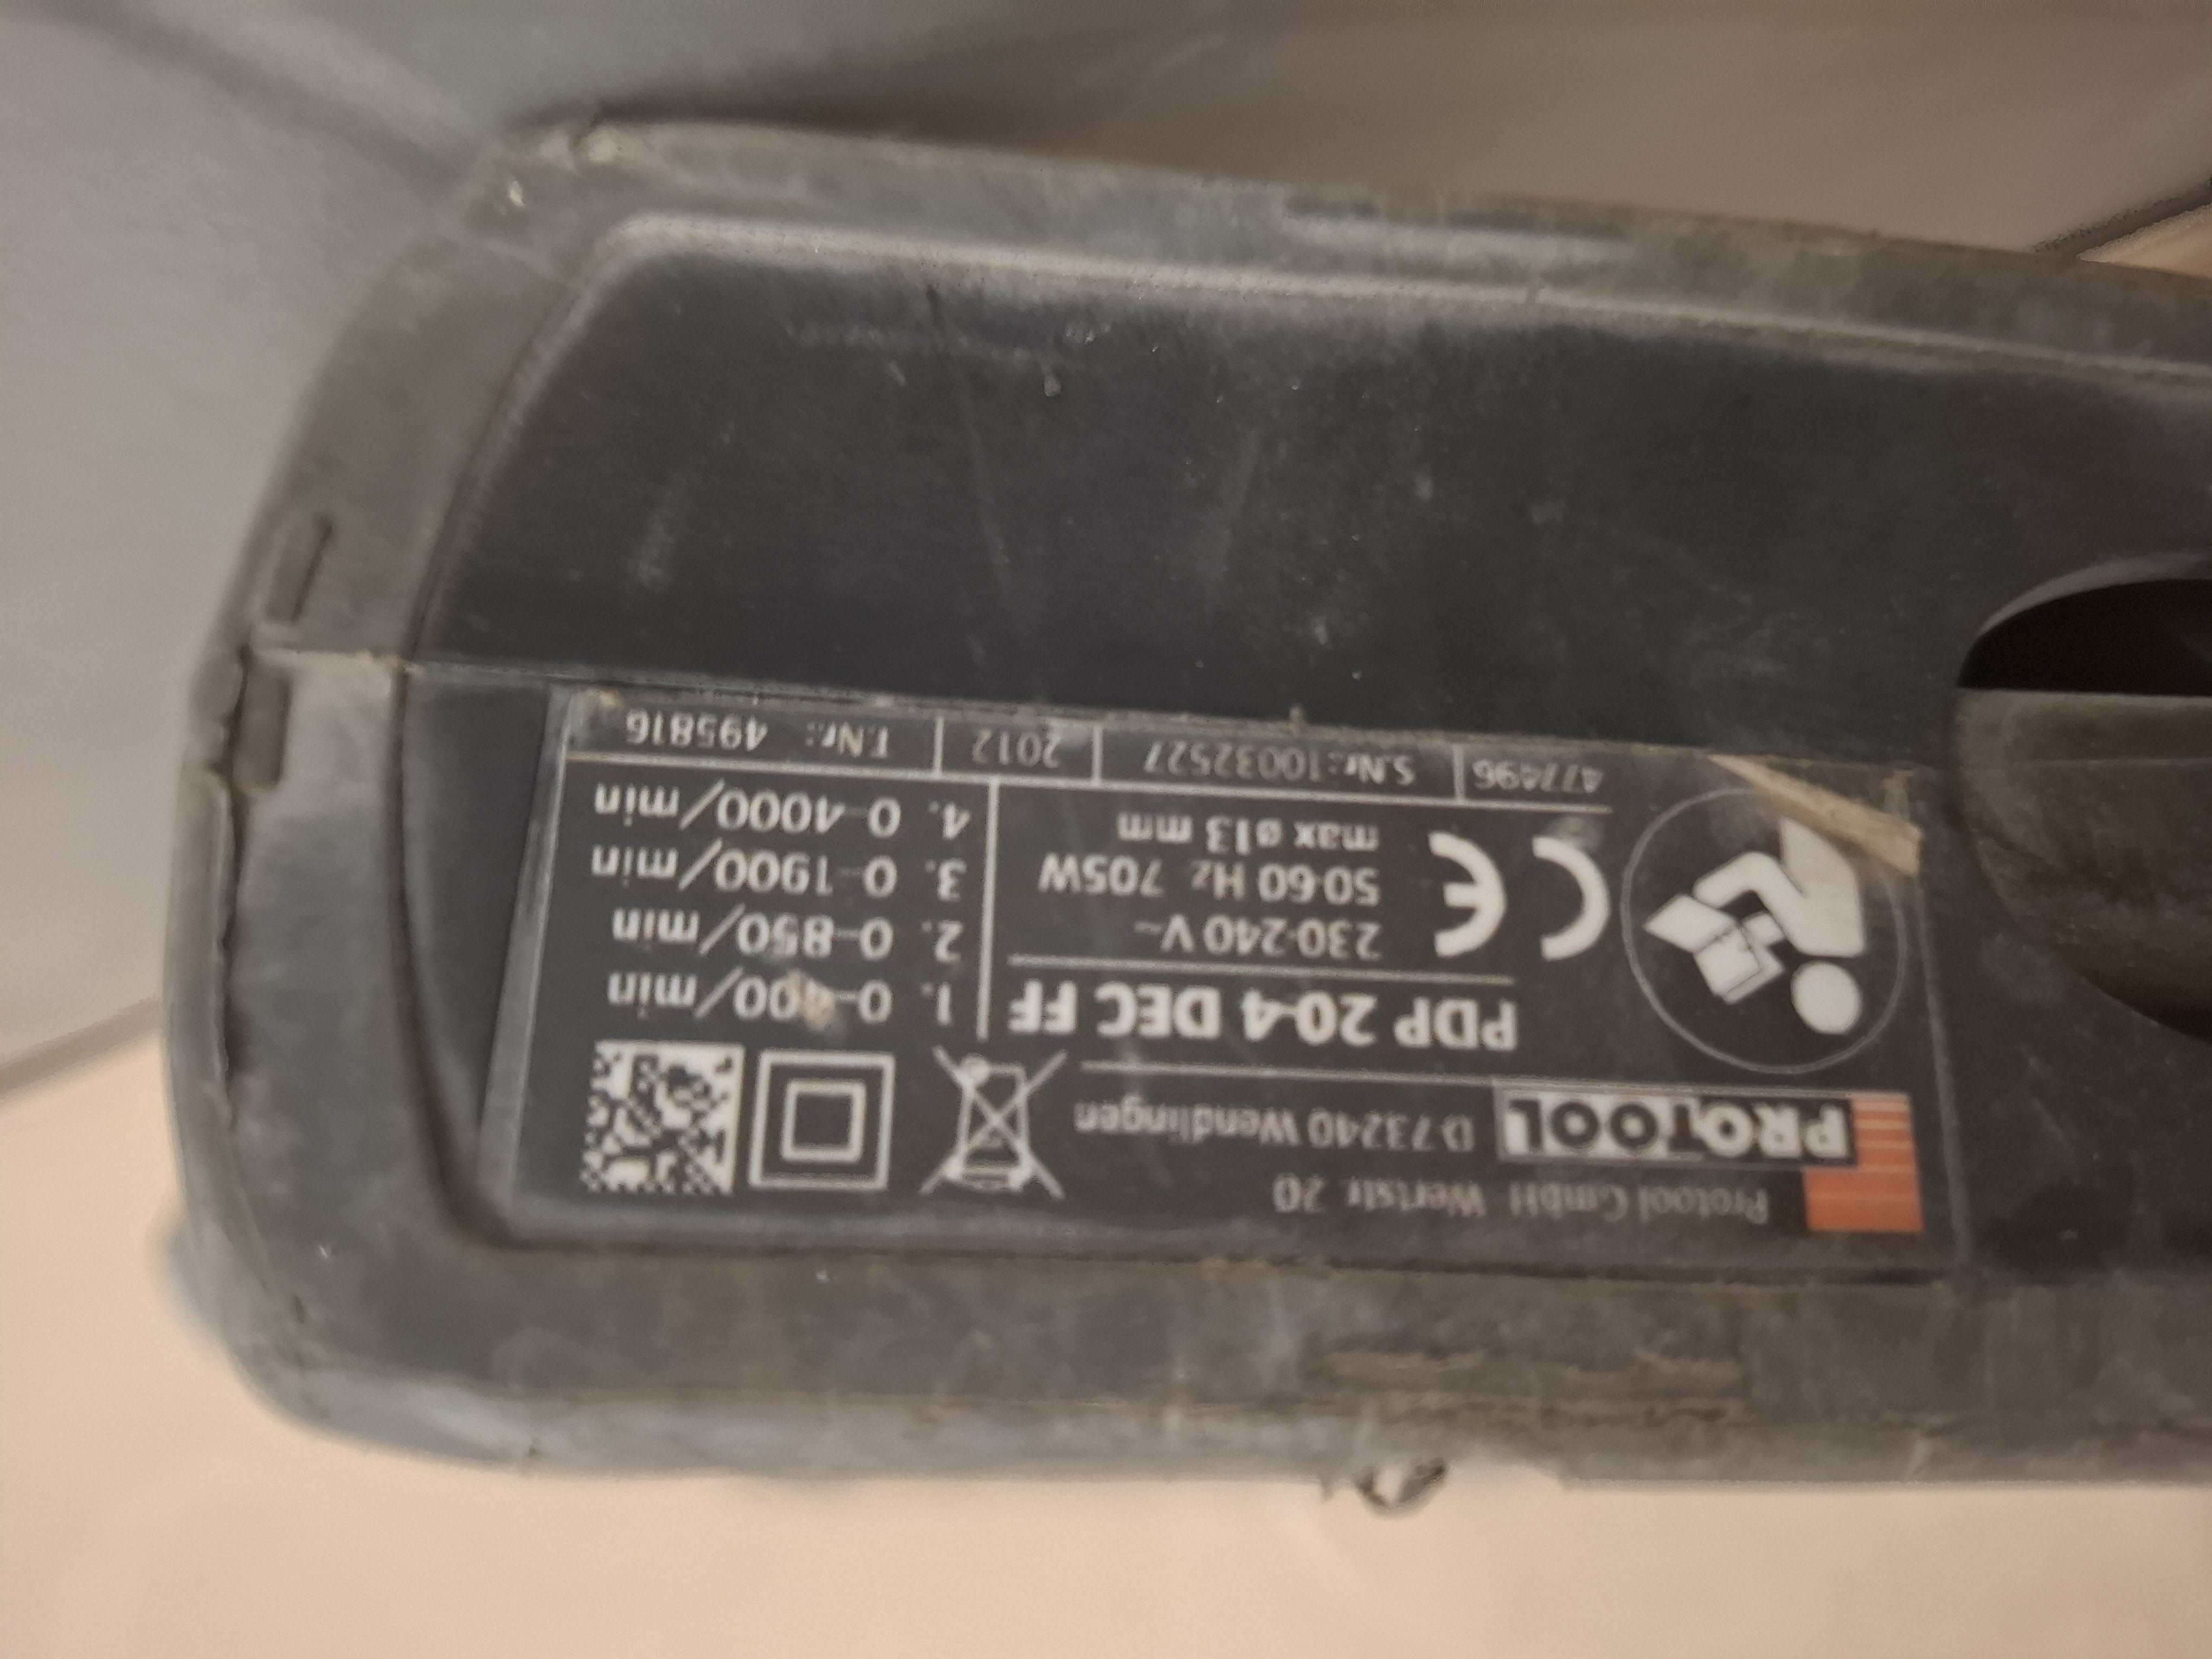 Protool GmbH Wertstr. 20
PROTOOL D-73240 Wendlingen
PDP 20-4 DEC FF
230-240 V~
50-60 Hz 705W
max ø13 mm
CE
1. 0-400/min
2. 0-850/min
3. 0-1900/min
4. 0-4000/min
477496 S.Nr.:10032527 2012 T.Nr.: 495816